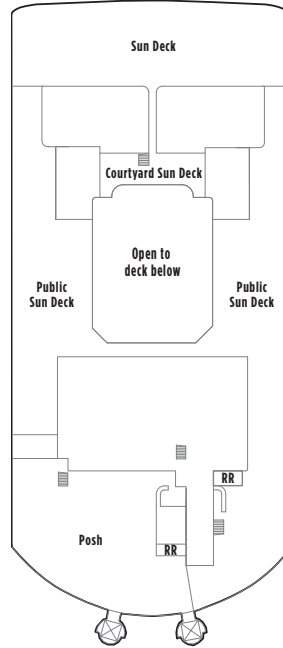 Sun Deck
Courtyard Sun Deck
Open to
deck below
Public
Sun Deck
Public
Sun Deck
RR
Posh
RR